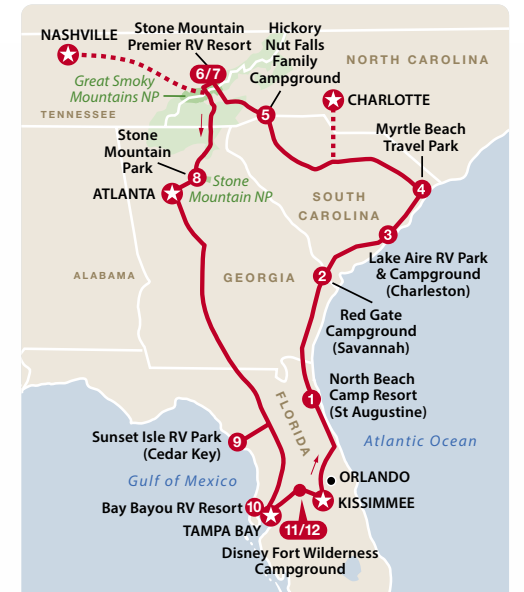 NASHVILLE
Stone Mountain
Premier RV Resort
6/7
Hickory
Nut Falls
Family
Campground
5
NORTH CAROLINA
Great Smoky
Mountains NP
TENNESSEE
CHARLOTTE
Myrtle Beach
Travel Park
4
Stone
Mountain
Park
8
Stone
Mountain NP
ATLANTA
SOUTH
CAROLINA
3
Lake Aire RV Park
& Campground
(Charleston)
ALABAMA
GEORGIA
2
Red Gate
Campground
(Savannah)
1
North Beach
Camp Resort
(St Augustine)
FLORIDA
Sunset Isle RV Park
(Cedar Key)
9
Atlantic Ocean
Gulf of Mexico
ORLANDO
KISSIMMEE
Bay Bayou RV Resort
10
TAMPA BAY
11/12
Disney Fort Wilderness
Campground